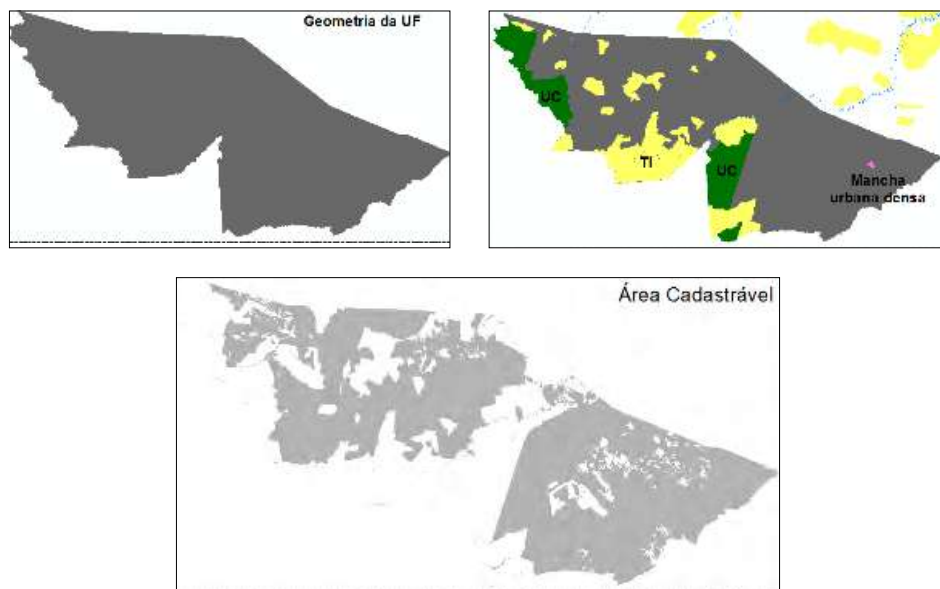 Geometria da UF
UC
TI
UC
Mancha
urbana densa
Área Cadastrável